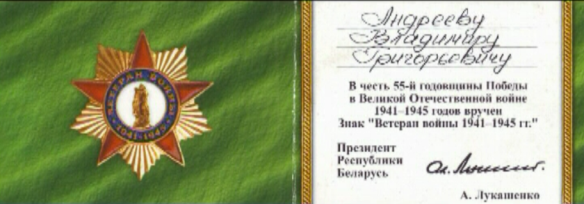 ВЕТЕРАН ВОЙНЫ
1941-1945
Андрееву
Владимиру
Григорьевичу
В честь 55-й годовщины Победы
в Великой Отечественной войне
1941–1945 годов вручен
Знак "Ветеран войны 1941–1945 гг."
Президент
Республики
Беларусь
А. Лукашенко